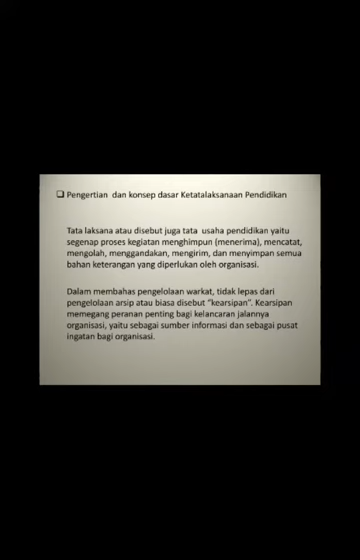 Pengertian dan konsep dasar Ketatalaksanaan Pendidikan
Tata laksana atau disebut juga tata usaha pendidikan yaitu
segenap proses kegiatan menghimpun (menerima), mencatat,
mengolah, menggandakan, mengirim, dan menyimpan semua
bahan keterangan yang diperlukan oleh organisasi.
Dalam membahas pengelolaan warkat, tidak lepas dari
pengelolaan arsip atau biasa disebut “kearsipan”. Kearsipan
memegang peranan penting bagi kelancaran jalannya
organisasi, yaitu sebagai sumber informasi dan sebagai pusat
ingatan bagi organisasi.